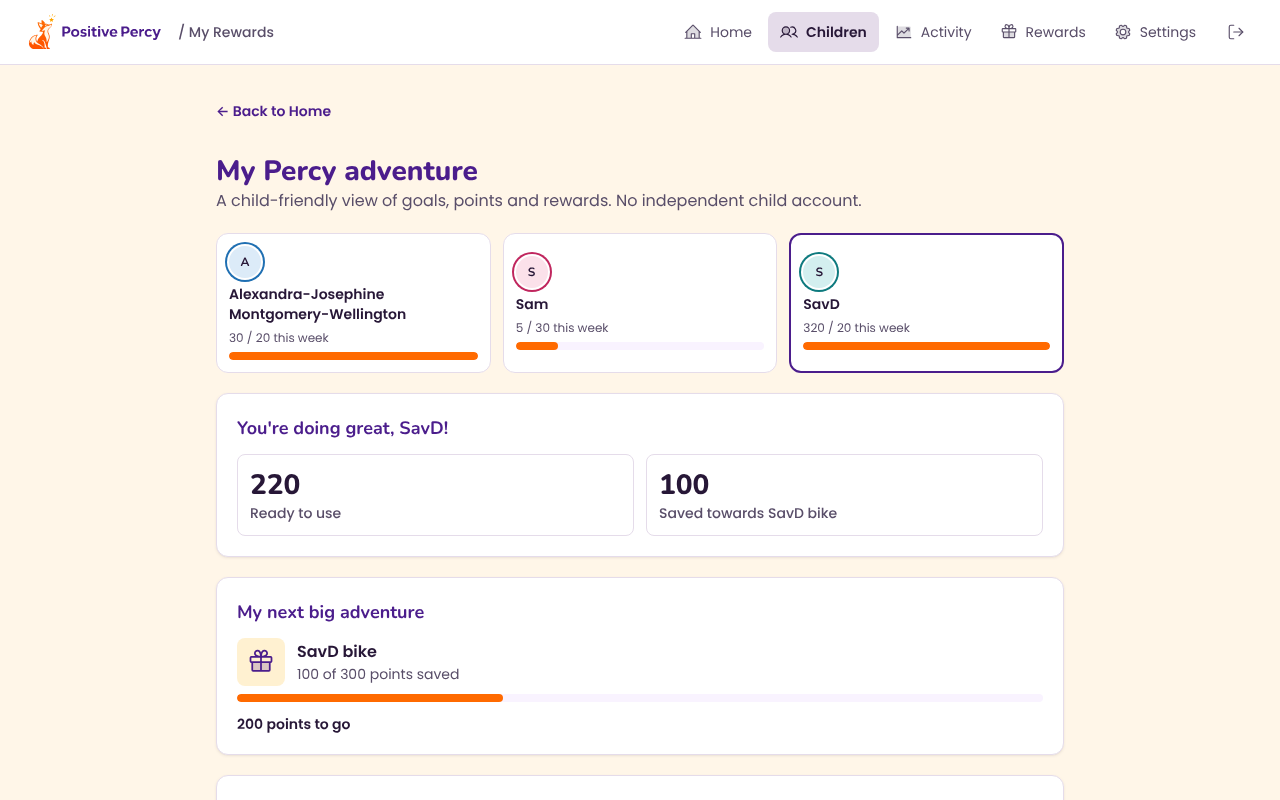 Positive Percy / My Rewards
Home
Children
Activity
Rewards
Settings
← Back to Home
My Percy adventure
A child-friendly view of goals, points and rewards. No independent child account.
A
Alexandra-Josephine
Montgomery-Wellington
30 / 20 this week
S
Sam
5 / 30 this week
S
SavD
320 / 20 this week
You're doing great, SavD!
220
Ready to use
100
Saved towards SavD bike
My next big adventure
SavD bike
100 of 300 points saved
200 points to go